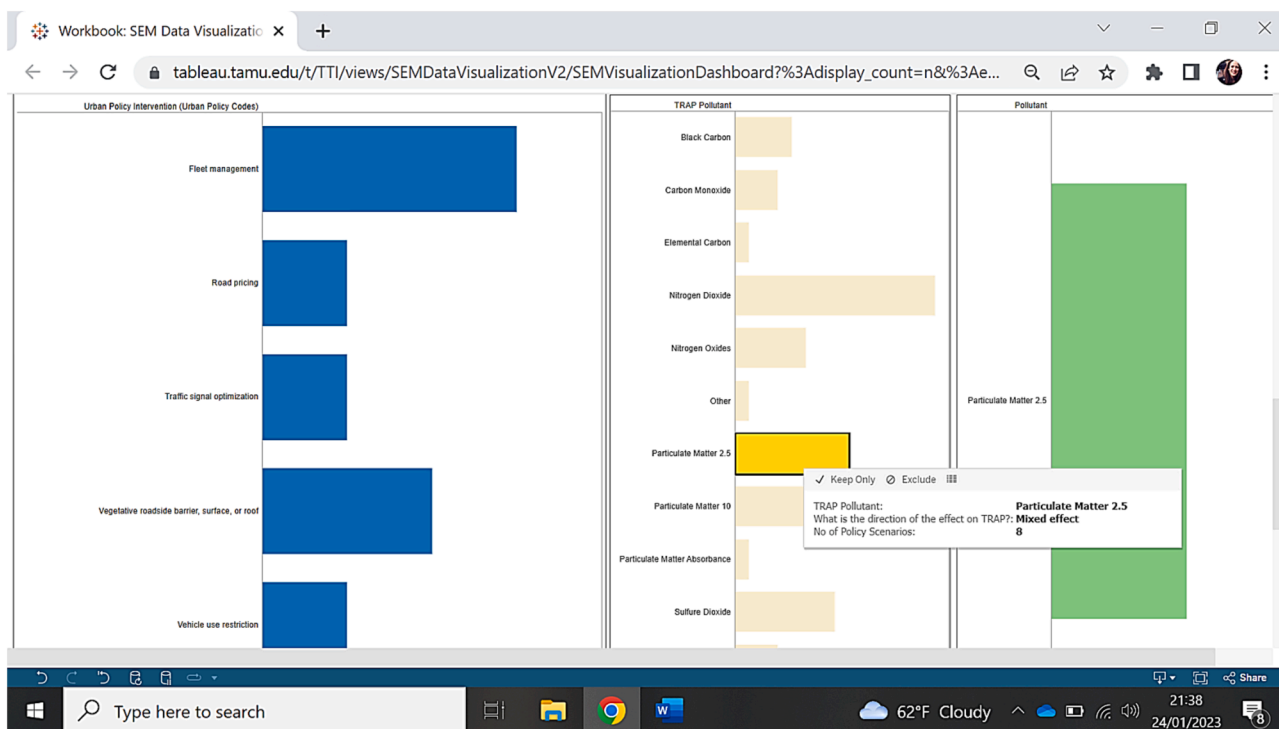 Workbook: SEM Data Visualizatio
tableau.tamu.edu/t/TTI/views/SEMDataVisualizationV2/SEMVisualizationDashboard?%3Adisplay_count=n&%3Ae...
Urban Policy Intervention (Urban Policy Codes)
Fleet management
Road pricing
Traffic signal optimization
Vegetative roadside barrier, surface, or roof
Vehicle use restriction
TRAP Pollutant
Black Carbon
Carbon Monoxide
Elemental Carbon
Nitrogen Dioxide
Nitrogen Oxides
Other
Particulate Matter 2.5
Particulate Matter 10
Particulate Matter Absorbance
Sulfure Dioxide
Keep Only Exclude
TRAP Pollutant: Particulate Matter 2.5
What is the direction of the effect on TRAP?: Mixed effect
No of Policy Scenarios: 8
Pollutant
Particulate Matter 2.5
Share
Type here to search
62°F Cloudy
21:38
24/01/2023
8